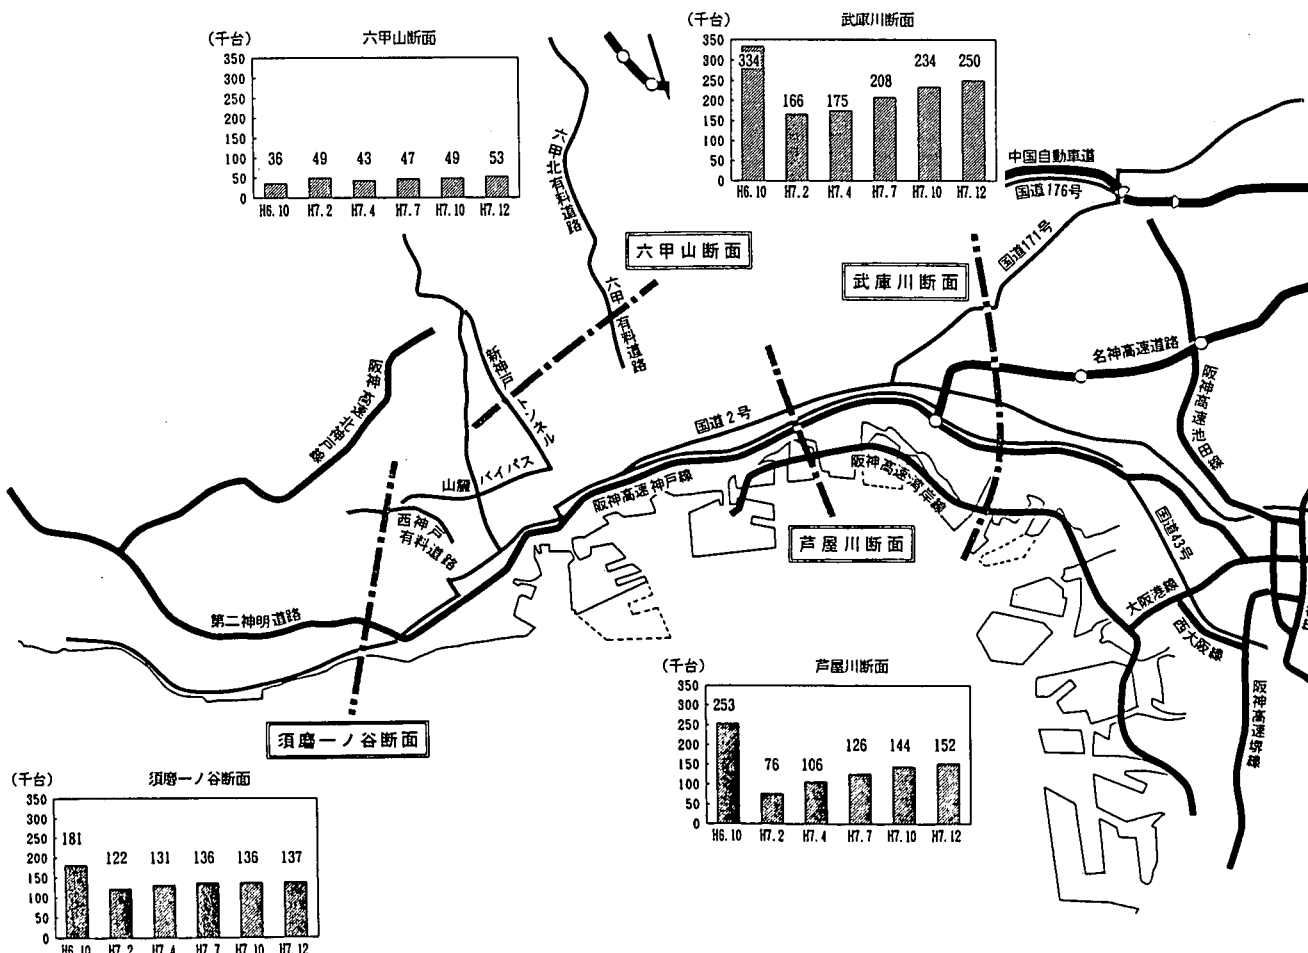 (千台)
六甲山断面
350
300
250
200
150
100
50
0
36
49
43
47
49
53
H6.10
H7.2
H7.4
H7.7
H7.10
H7.12
(千台)
武庫川断面
350
300
250
200
150
100
50
0
334
166
175
208
234
250
H6.10
H7.2
H7.4
H7.7
H7.10
H7.12
六甲北有料道路
中国自動車道
国道176号
国道171号
六甲山断面
武庫川断面
六甲有料道路
新神戸トンネル
阪神高速北神戸線
名神高速道路
阪神高速池田線
国道2号
山麓バイパス
阪神高速神戸線
阪神高速湾岸線
西神戸
有料道路
芦屋川断面
国道43号
大阪港線
西大阪線
第二神明道路
阪神高速堺線
須磨一ノ谷断面
(千台)
芦屋川断面
350
300
250
200
150
100
50
0
253
76
106
126
144
152
H6.10
H7.2
H7.4
H7.7
H7.10
H7.12
(千台)
須磨一ノ谷断面
350
300
250
200
150
100
50
0
181
122
131
136
136
137
H6.10
H7.2
H7.4
H7.7
H7.10
H7.12